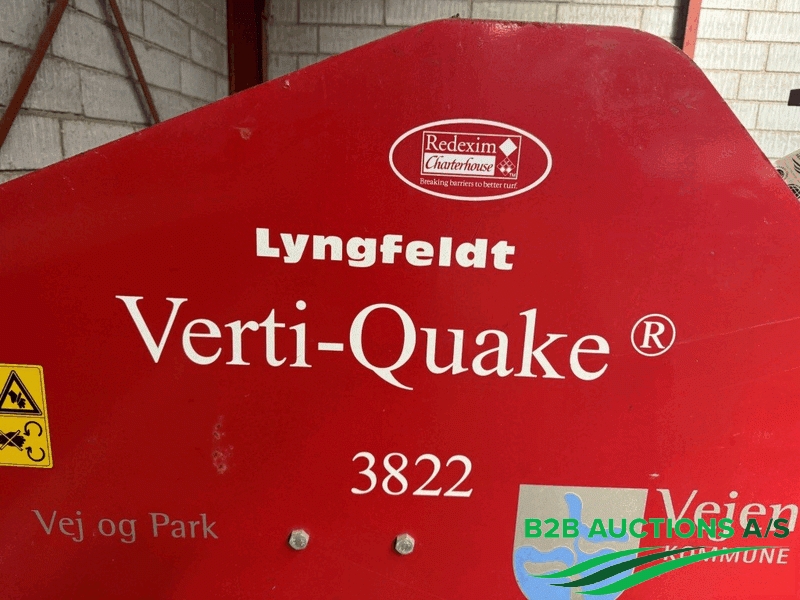 Redexim
Charterhouse
Breaking barriers to better turf.
Lyngfeldt
Verti-Quake ®
3822
Vej og Park
Vejen
KOMMUNE
B2B AUCTIONS A/S